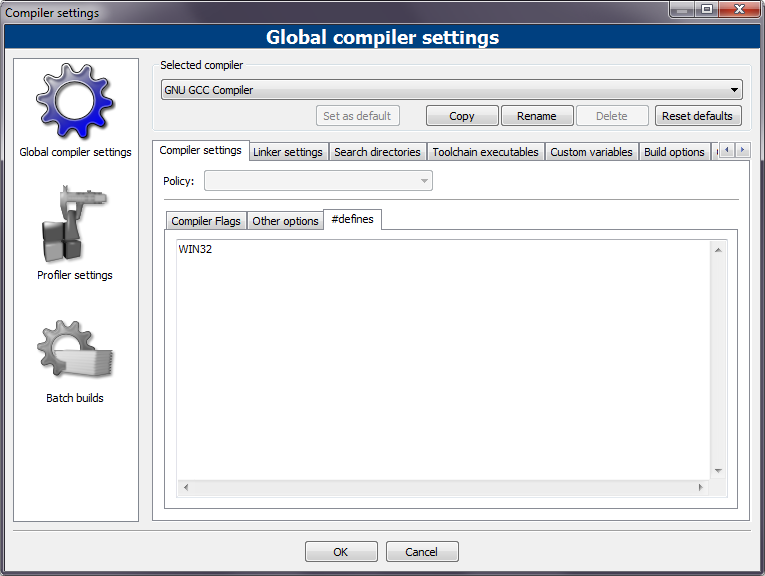 Compiler settings
Global compiler settings
Global compiler settings
Profiler settings
Batch builds
Selected compiler
GNU GCC Compiler
Set as default Copy Rename Delete Reset defaults
Compiler settings Linker settings Search directories Toolchain executables Custom variables Build options
Policy:
Compiler Flags Other options #defines
WIN32
OK Cancel